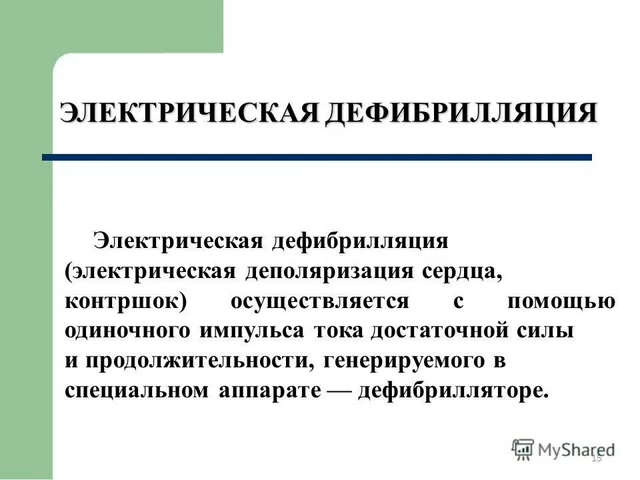 ЭЛЕКТРИЧЕСКАЯ ДЕФИБРИЛЛЯЦИЯ
Электрическая дефибрилляция
(электрическая деполяризация сердца,
контршок) осуществляется с помощью
одиночного импульса тока достаточной силы
и продолжительности, генерируемого в
специальном аппарате — дефибрилляторе.
MyShared
19